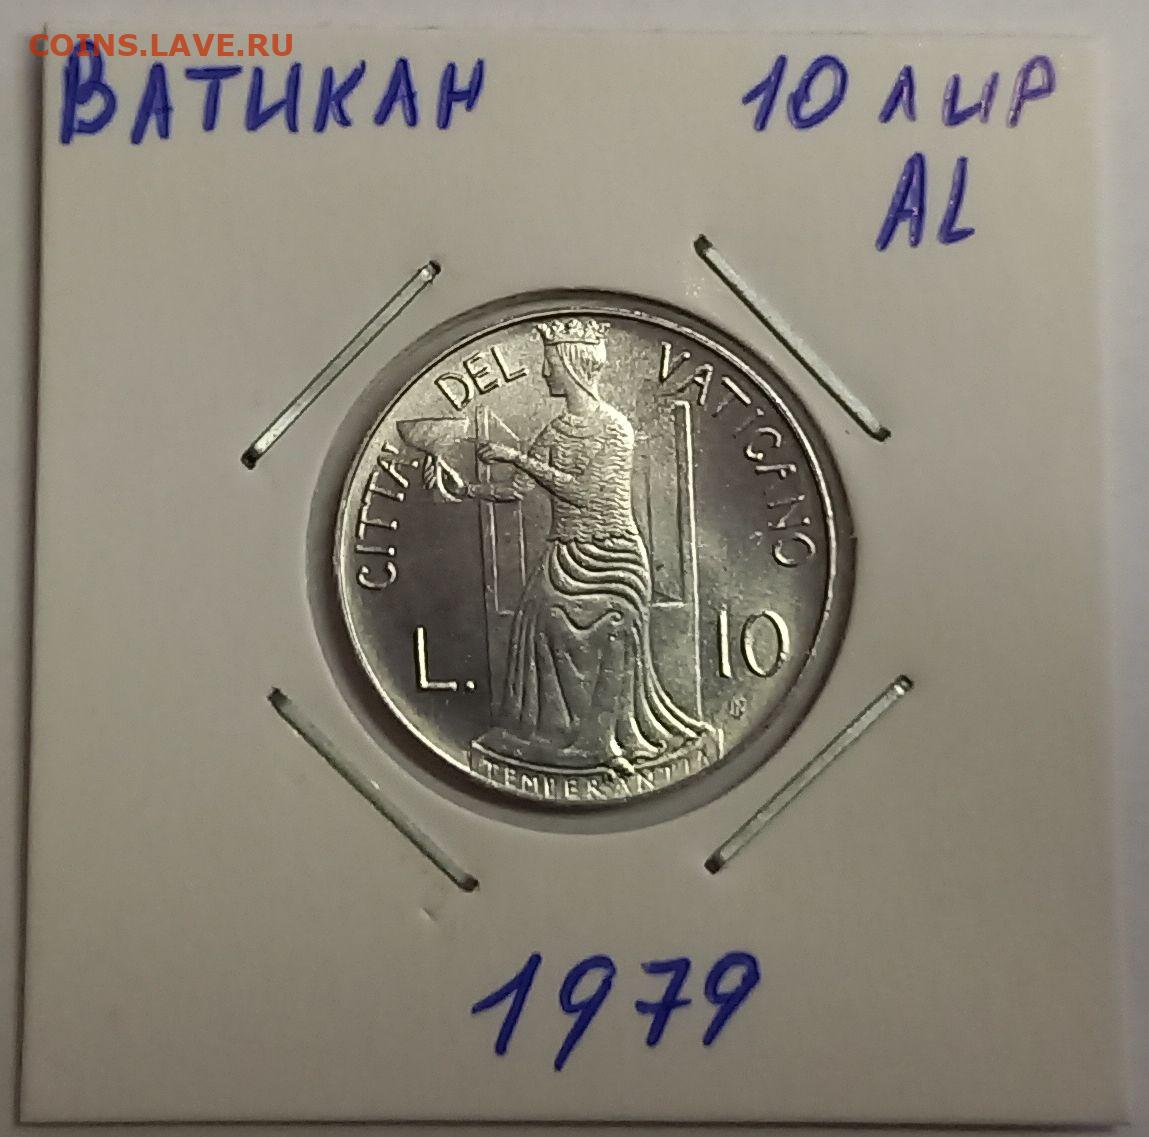 COINS.LAVE.RU
ВАТИКАН 10 ЛИР
AL
CITTA' DEL VATICANO
L. 10
TEMPERANTIA
1979